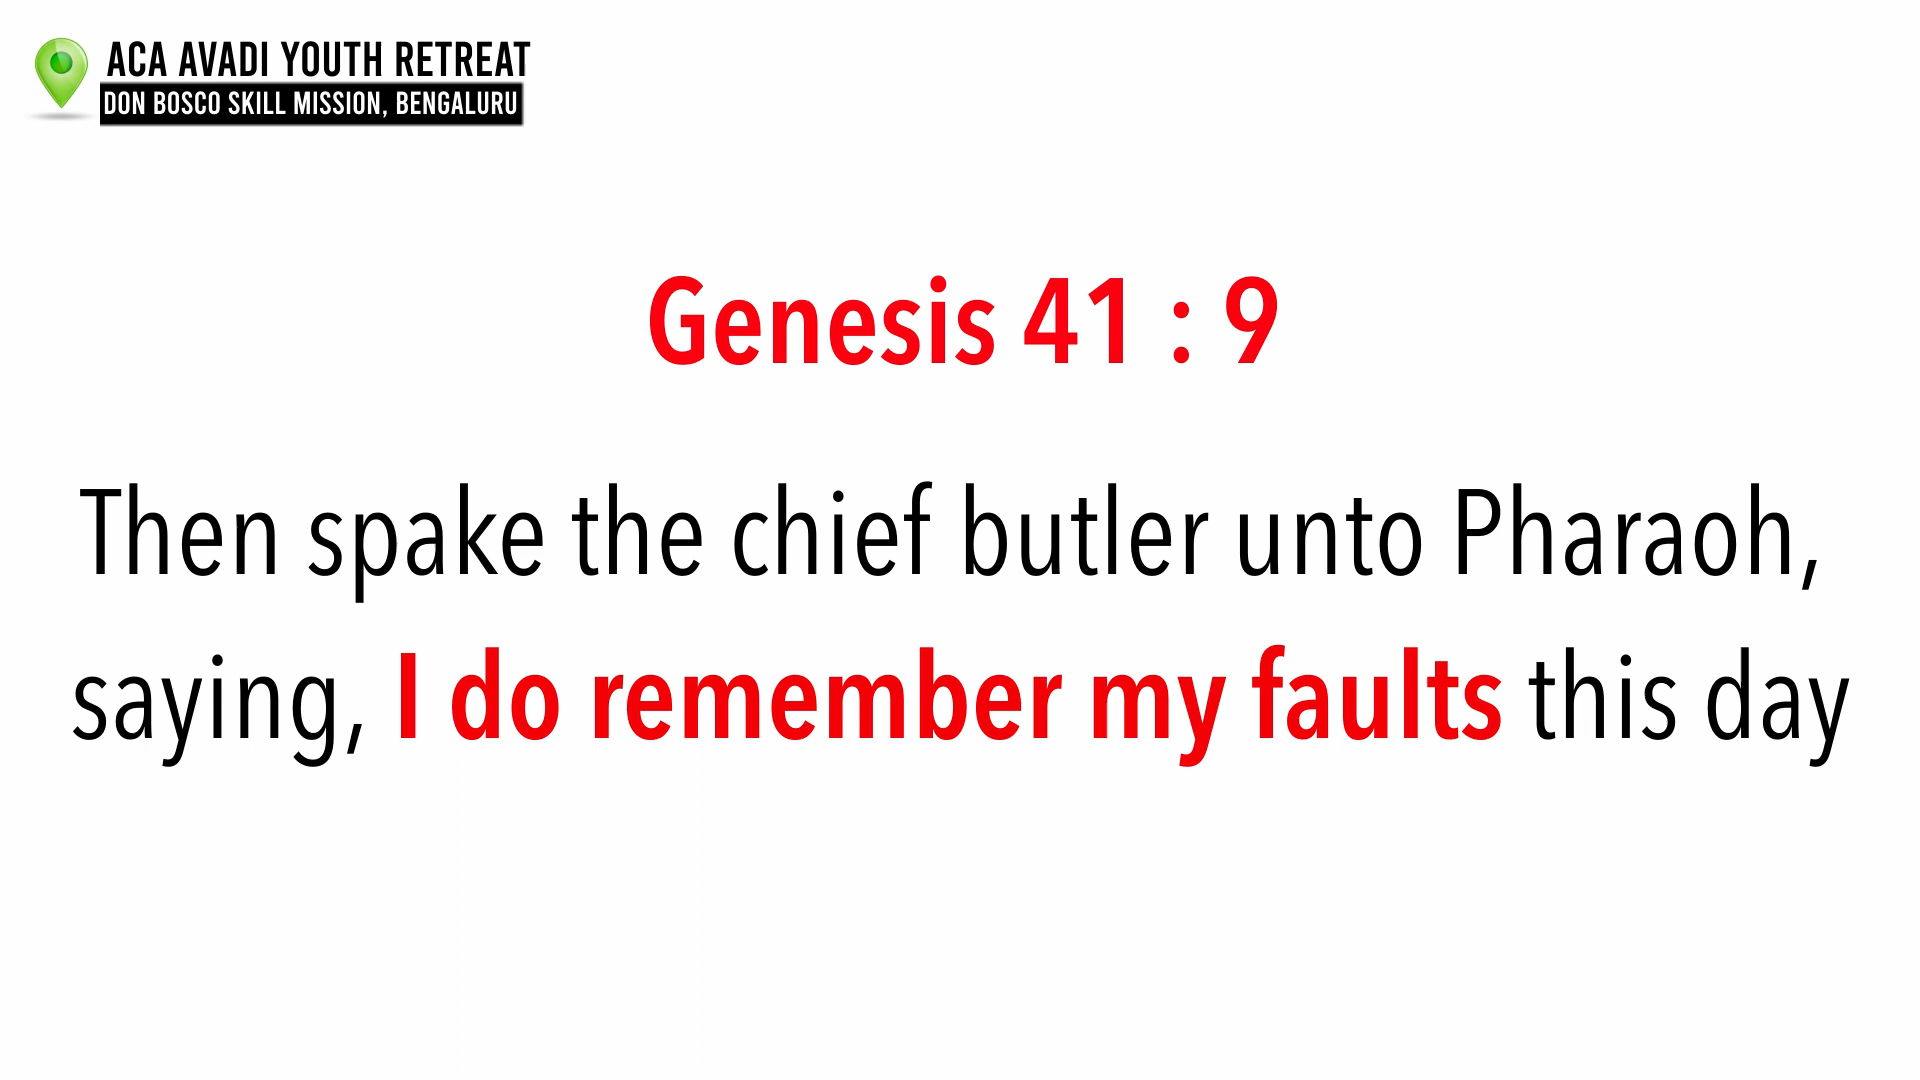 ACA AVADI YOUTH RETREAT
DON BOSCO SKILL MISSION, BENGALURU
Genesis 41 : 9
Then spake the chief butler unto Pharaoh,
saying, I do remember my faults this day